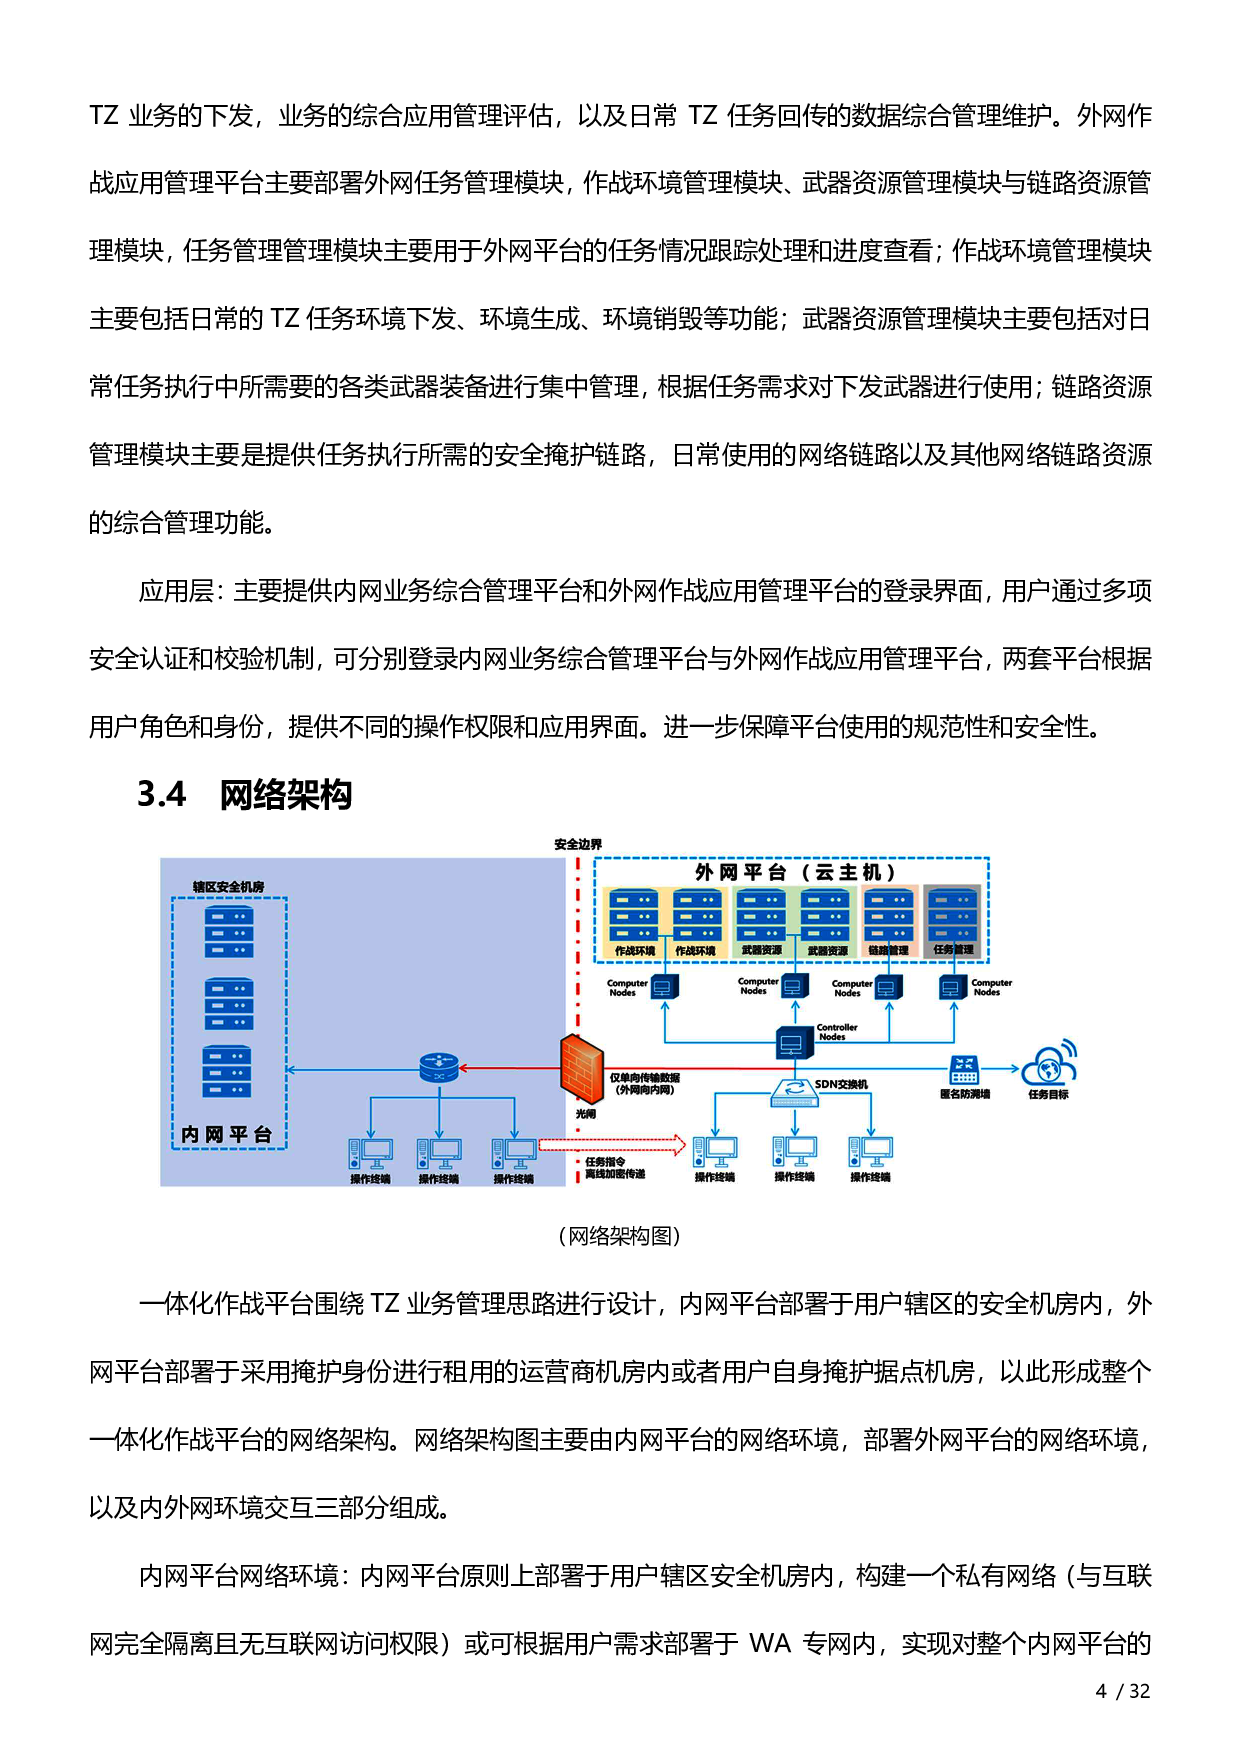 TZ 业务的下发，业务的综合应用管理评估，以及日常 TZ 任务回传的数据综合管理维护。外网作
战应用管理平台主要部署外网任务管理模块，作战环境管理模块、武器资源管理模块与链路资源管
理模块，任务管理管理模块主要用于外网平台的任务情况跟踪处理和进度查看；作战环境管理模块
主要包括日常的 TZ 任务环境下发、环境生成、环境销毁等功能；武器资源管理模块主要包括对日
常任务执行中所需要的各类武器装备进行集中管理，根据任务需求对下发武器进行使用；链路资源
管理模块主要是提供任务执行所需的安全掩护链路，日常使用的网络链路以及其他网络链路资源
的综合管理功能。
应用层：主要提供内网业务综合管理平台和外网作战应用管理平台的登录界面，用户通过多项
安全认证和校验机制，可分别登录内网业务综合管理平台与外网作战应用管理平台，两套平台根据
用户角色和身份，提供不同的操作权限和应用界面。进一步保障平台使用的规范性和安全性。
3.4 网络架构
安全边界
外网平台（云主机）
辖区安全机房
作战环境 作战环境 武器资源 武器资源 链路管理 任务管理
Computer Nodes
Computer Nodes
Computer Nodes
Computer Nodes
Controller Nodes
仅单向传输数据
（外网向内网）
SDN交换机
匿名防溯墙
任务目标
光闸
内网平台
任务指令
离线加密传递
操作终端 操作终端 操作终端 操作终端 操作终端 操作终端
（网络架构图）
一体化作战平台围绕 TZ 业务管理思路进行设计，内网平台部署于用户辖区的安全机房内，外
网平台部署于采用掩护身份进行租用的运营商机房内或者用户自身掩护据点机房，以此形成整个
一体化作战平台的网络架构。网络架构图主要由内网平台的网络环境，部署外网平台的网络环境，
以及内外网环境交互三部分组成。
内网平台网络环境：内网平台原则上部署于用户辖区安全机房内，构建一个私有网络（与互联
网完全隔离且无互联网访问权限）或可根据用户需求部署于 WA 专网内，实现对整个内网平台的
4 / 32